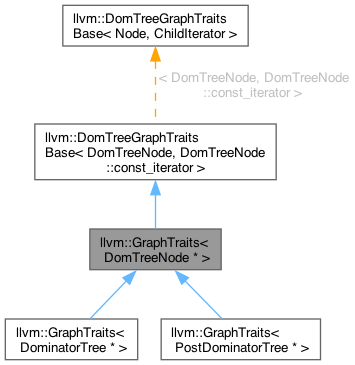 llvm::DomTreeGraphTraits
Base< Node, ChildIterator >
< DomTreeNode, DomTreeNode
::const_iterator >
llvm::DomTreeGraphTraits
Base< DomTreeNode, DomTreeNode
::const_iterator >
llvm::GraphTraits<
DomTreeNode * >
llvm::GraphTraits<
DominatorTree * >
llvm::GraphTraits<
PostDominatorTree * >